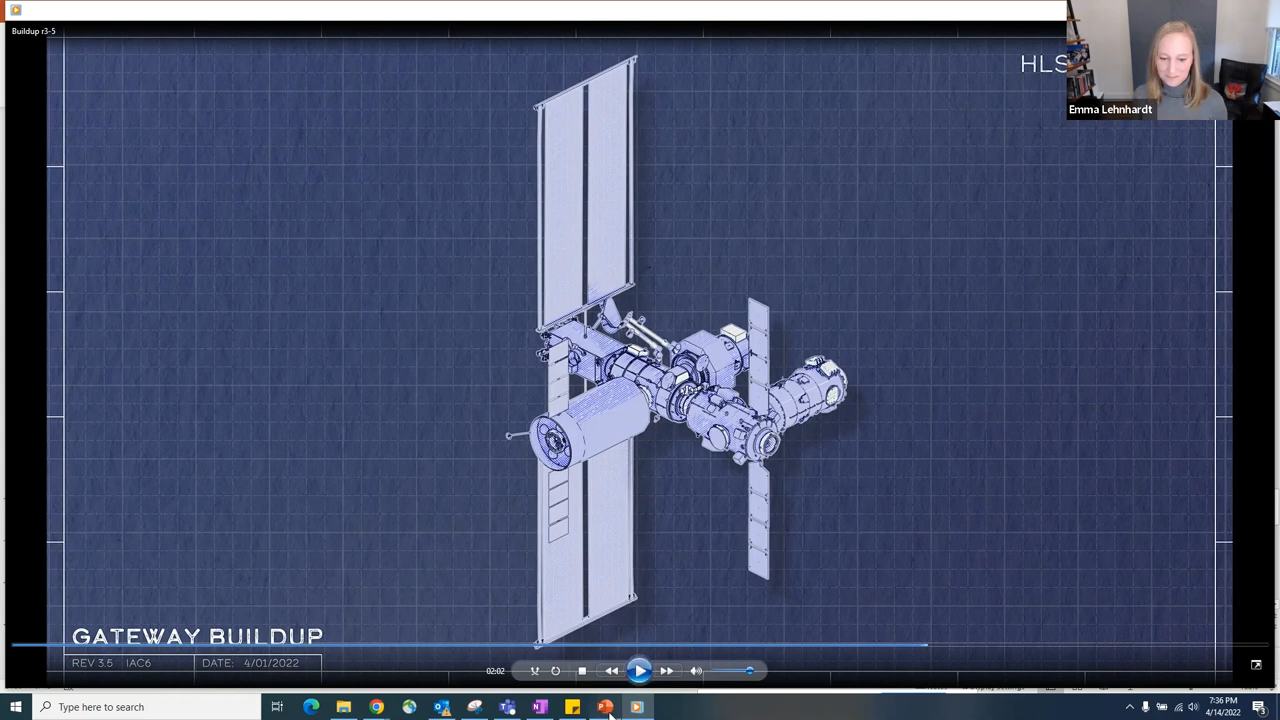 Buildup r3-5
HLS
Emma Lehnhardt
GATEWAY BUILDUP
REV 3.5 IAC6 DATE: 4/01/2022
02:02
Type here to search
7:36 PM
4/14/2022